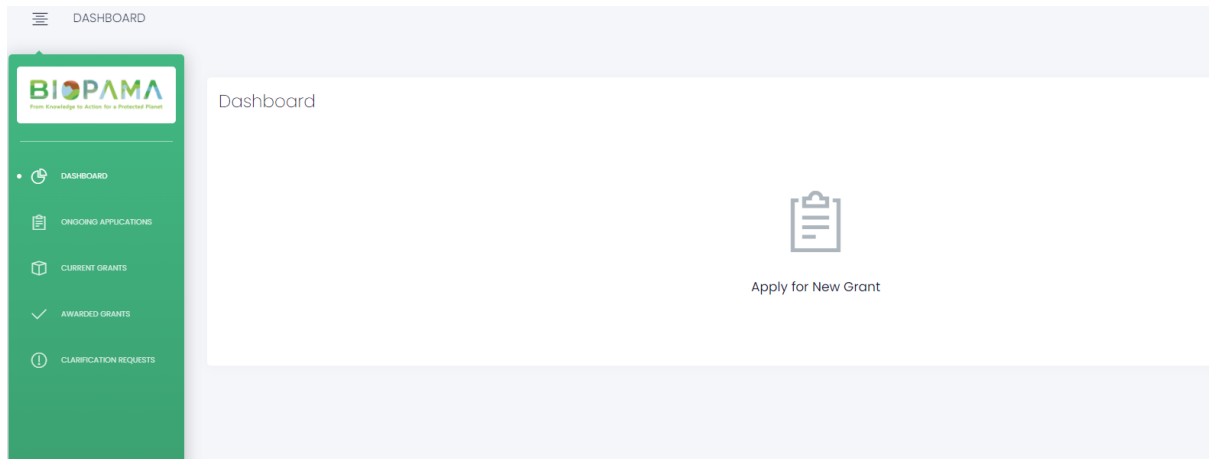 DASHBOARD
BIOPAMA
From Knowledge to Action for a Protected Planet
Dashboard
DASHBOARD
ONGOING APPLICATIONS
CURRENT GRANTS
AWARDED GRANTS
CLARIFICATION REQUESTS
Apply for New Grant